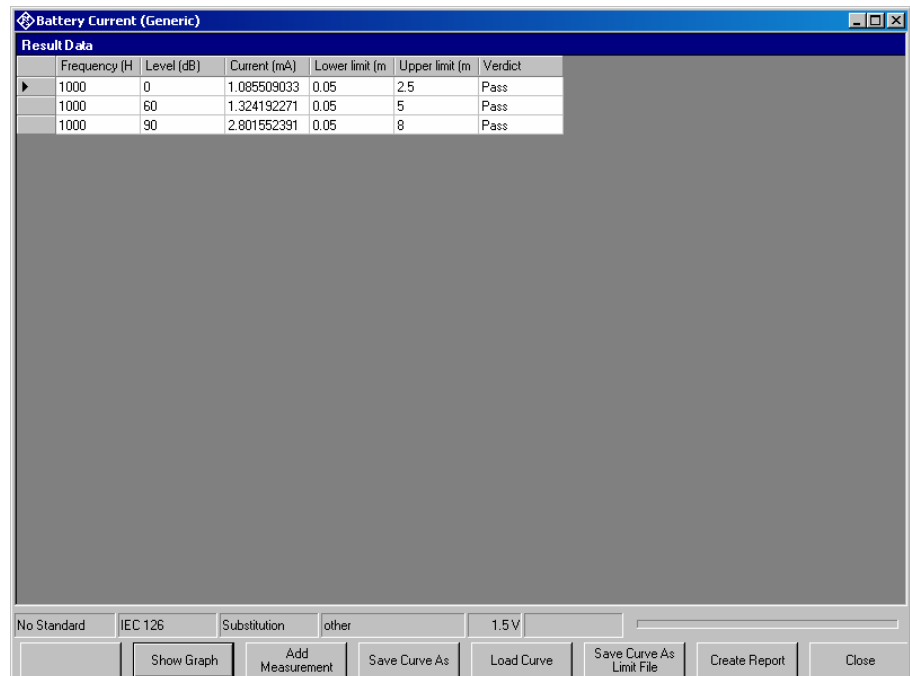 Battery Current (Generic)
Result Data
Frequency (H Level (dB) Current (mA) Lower limit (m Upper limit (m Verdict
1000 0 1.085509033 0.05 2.5 Pass
1000 60 1.324192271 0.05 5 Pass
1000 90 2.801552391 0.05 8 Pass
No Standard IEC 126 Substitution other 1.5 V
Show Graph Add Measurement Save Curve As Load Curve Save Curve As Limit File Create Report Close